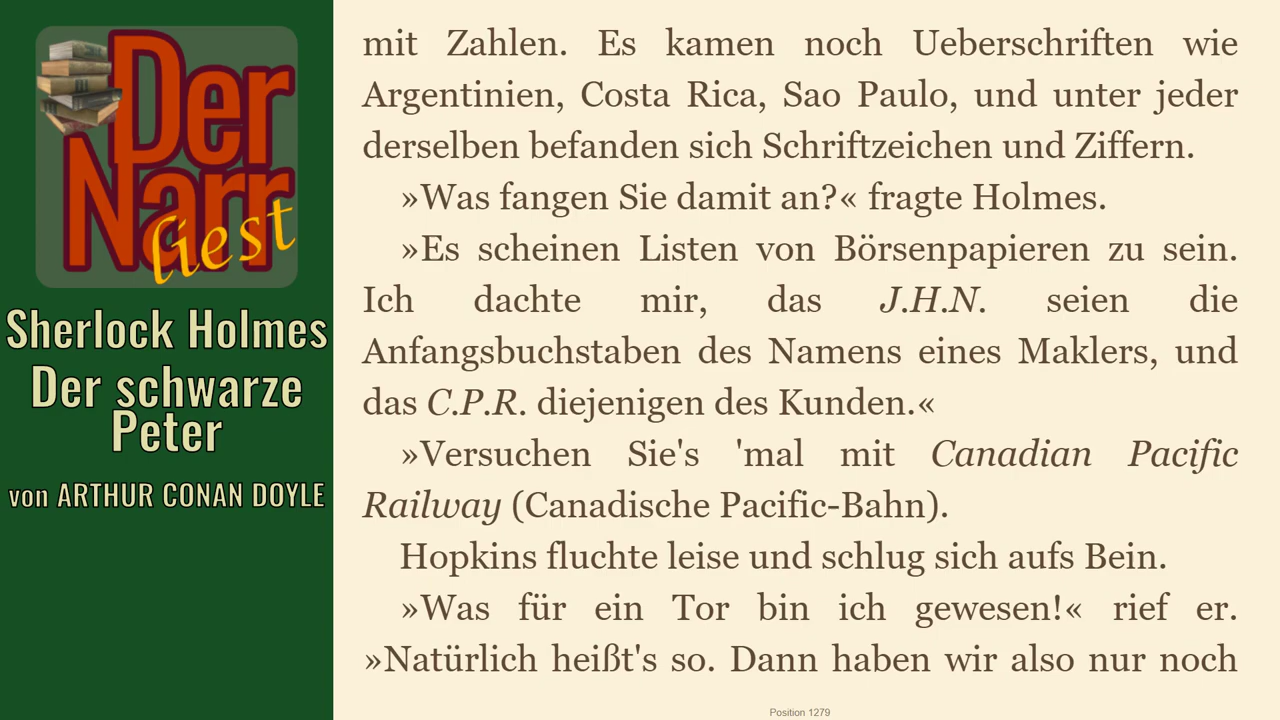 Der
Narr
liest
Sherlock Holmes
Der schwarze
Peter
von ARTHUR CONAN DOYLE
mit Zahlen. Es kamen noch Ueberschriften wie
Argentinien, Costa Rica, Sao Paulo, und unter jeder
derselben befanden sich Schriftzeichen und Ziffern.
»Was fangen Sie damit an?« fragte Holmes.
»Es scheinen Listen von Börsenpapieren zu sein.
Ich dachte mir, das J.H.N. seien die
Anfangsbuchstaben des Namens eines Maklers, und
das C.P.R. diejenigen des Kunden.«
»Versuchen Sie's 'mal mit Canadian Pacific
Railway (Canadische Pacific-Bahn).
Hopkins fluchte leise und schlug sich aufs Bein.
»Was für ein Tor bin ich gewesen!« rief er.
»Natürlich heißt's so. Dann haben wir also nur noch
Position 1279